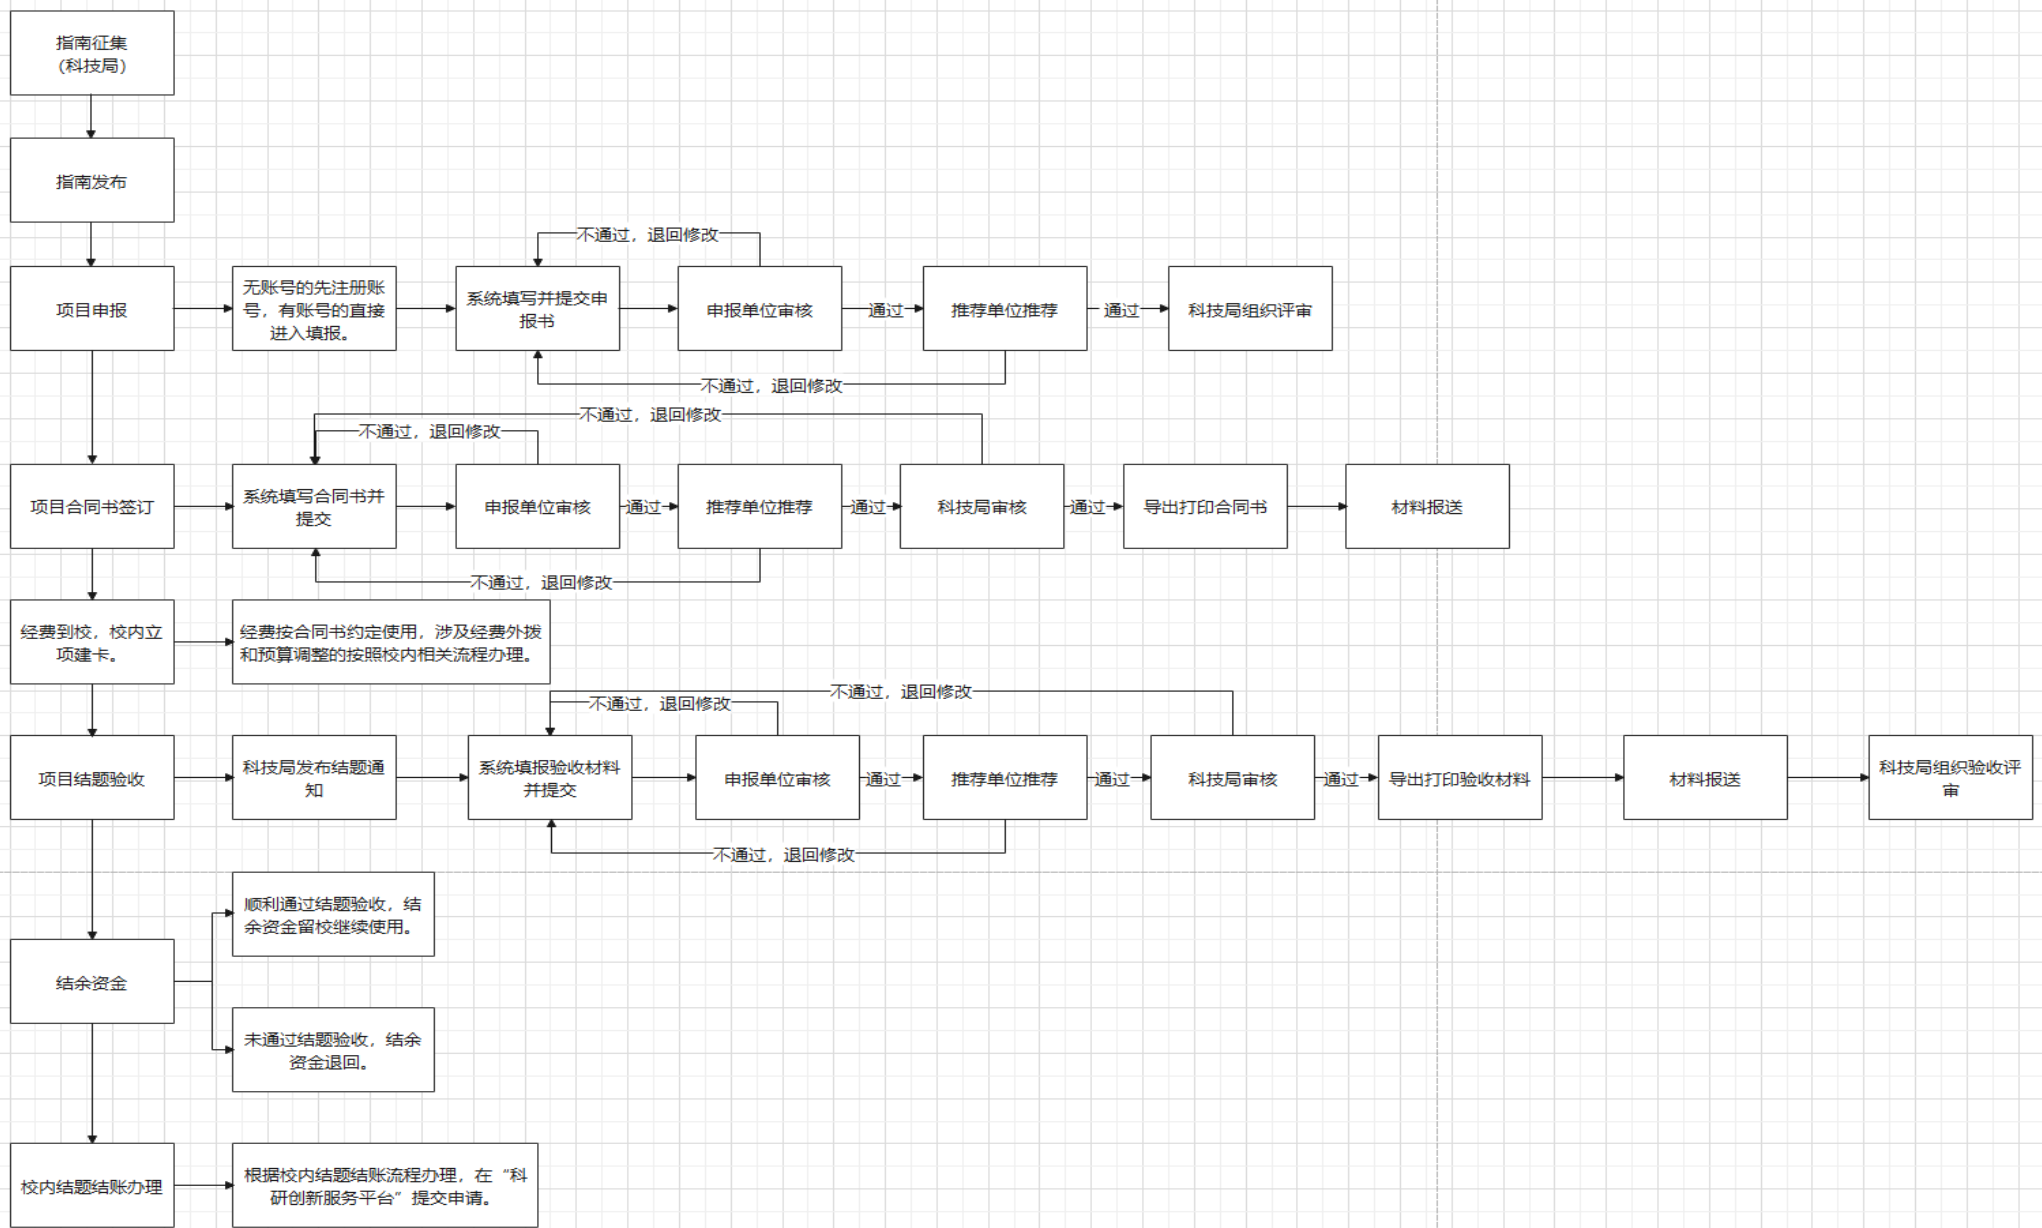 指南征集
（科技局）
指南发布
不通过，退回修改
项目申报
无账号的先注册账
号，有账号的直接
进入填报。
系统填写并提交申
报书
申报单位审核
通过
推荐单位推荐
通过
科技局组织评审
不通过，退回修改
不通过，退回修改
不通过，退回修改
项目合同书签订
系统填写合同书并
提交
申报单位审核
通过
推荐单位推荐
通过
科技局审核
通过
导出打印合同书
材料报送
不通过，退回修改
经费到校，校内立
项建卡。
经费按合同书约定使用，涉及经费外拨
和预算调整的按照校内相关流程办理。
不通过，退回修改
不通过，退回修改
项目结题验收
科技局发布结题通
知
系统填报验收材料
并提交
申报单位审核
通过
推荐单位推荐
通过
科技局审核
通过
导出打印验收材料
材料报送
科技局组织验收评
审
不通过，退回修改
结余资金
顺利通过结题验收，结
余资金留校继续使用。
未通过结题验收，结余
资金退回。
校内结题结账办理
根据校内结题结账流程办理，在“科
研创新服务平台”提交申请。